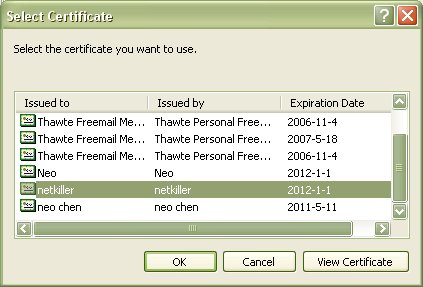 Select Certificate
Select the certificate you want to use.
Issued to Issued by Expiration Date
Thawte Freemail Me... Thawte Personal Free... 2006-11-4
Thawte Freemail Me... Thawte Personal Free... 2007-5-18
Thawte Freemail Me... Thawte Personal Free... 2006-11-4
Neo Neo 2012-1-1
netkiller netkiller 2012-1-1
neo chen neo chen 2011-5-11
OK Cancel View Certificate